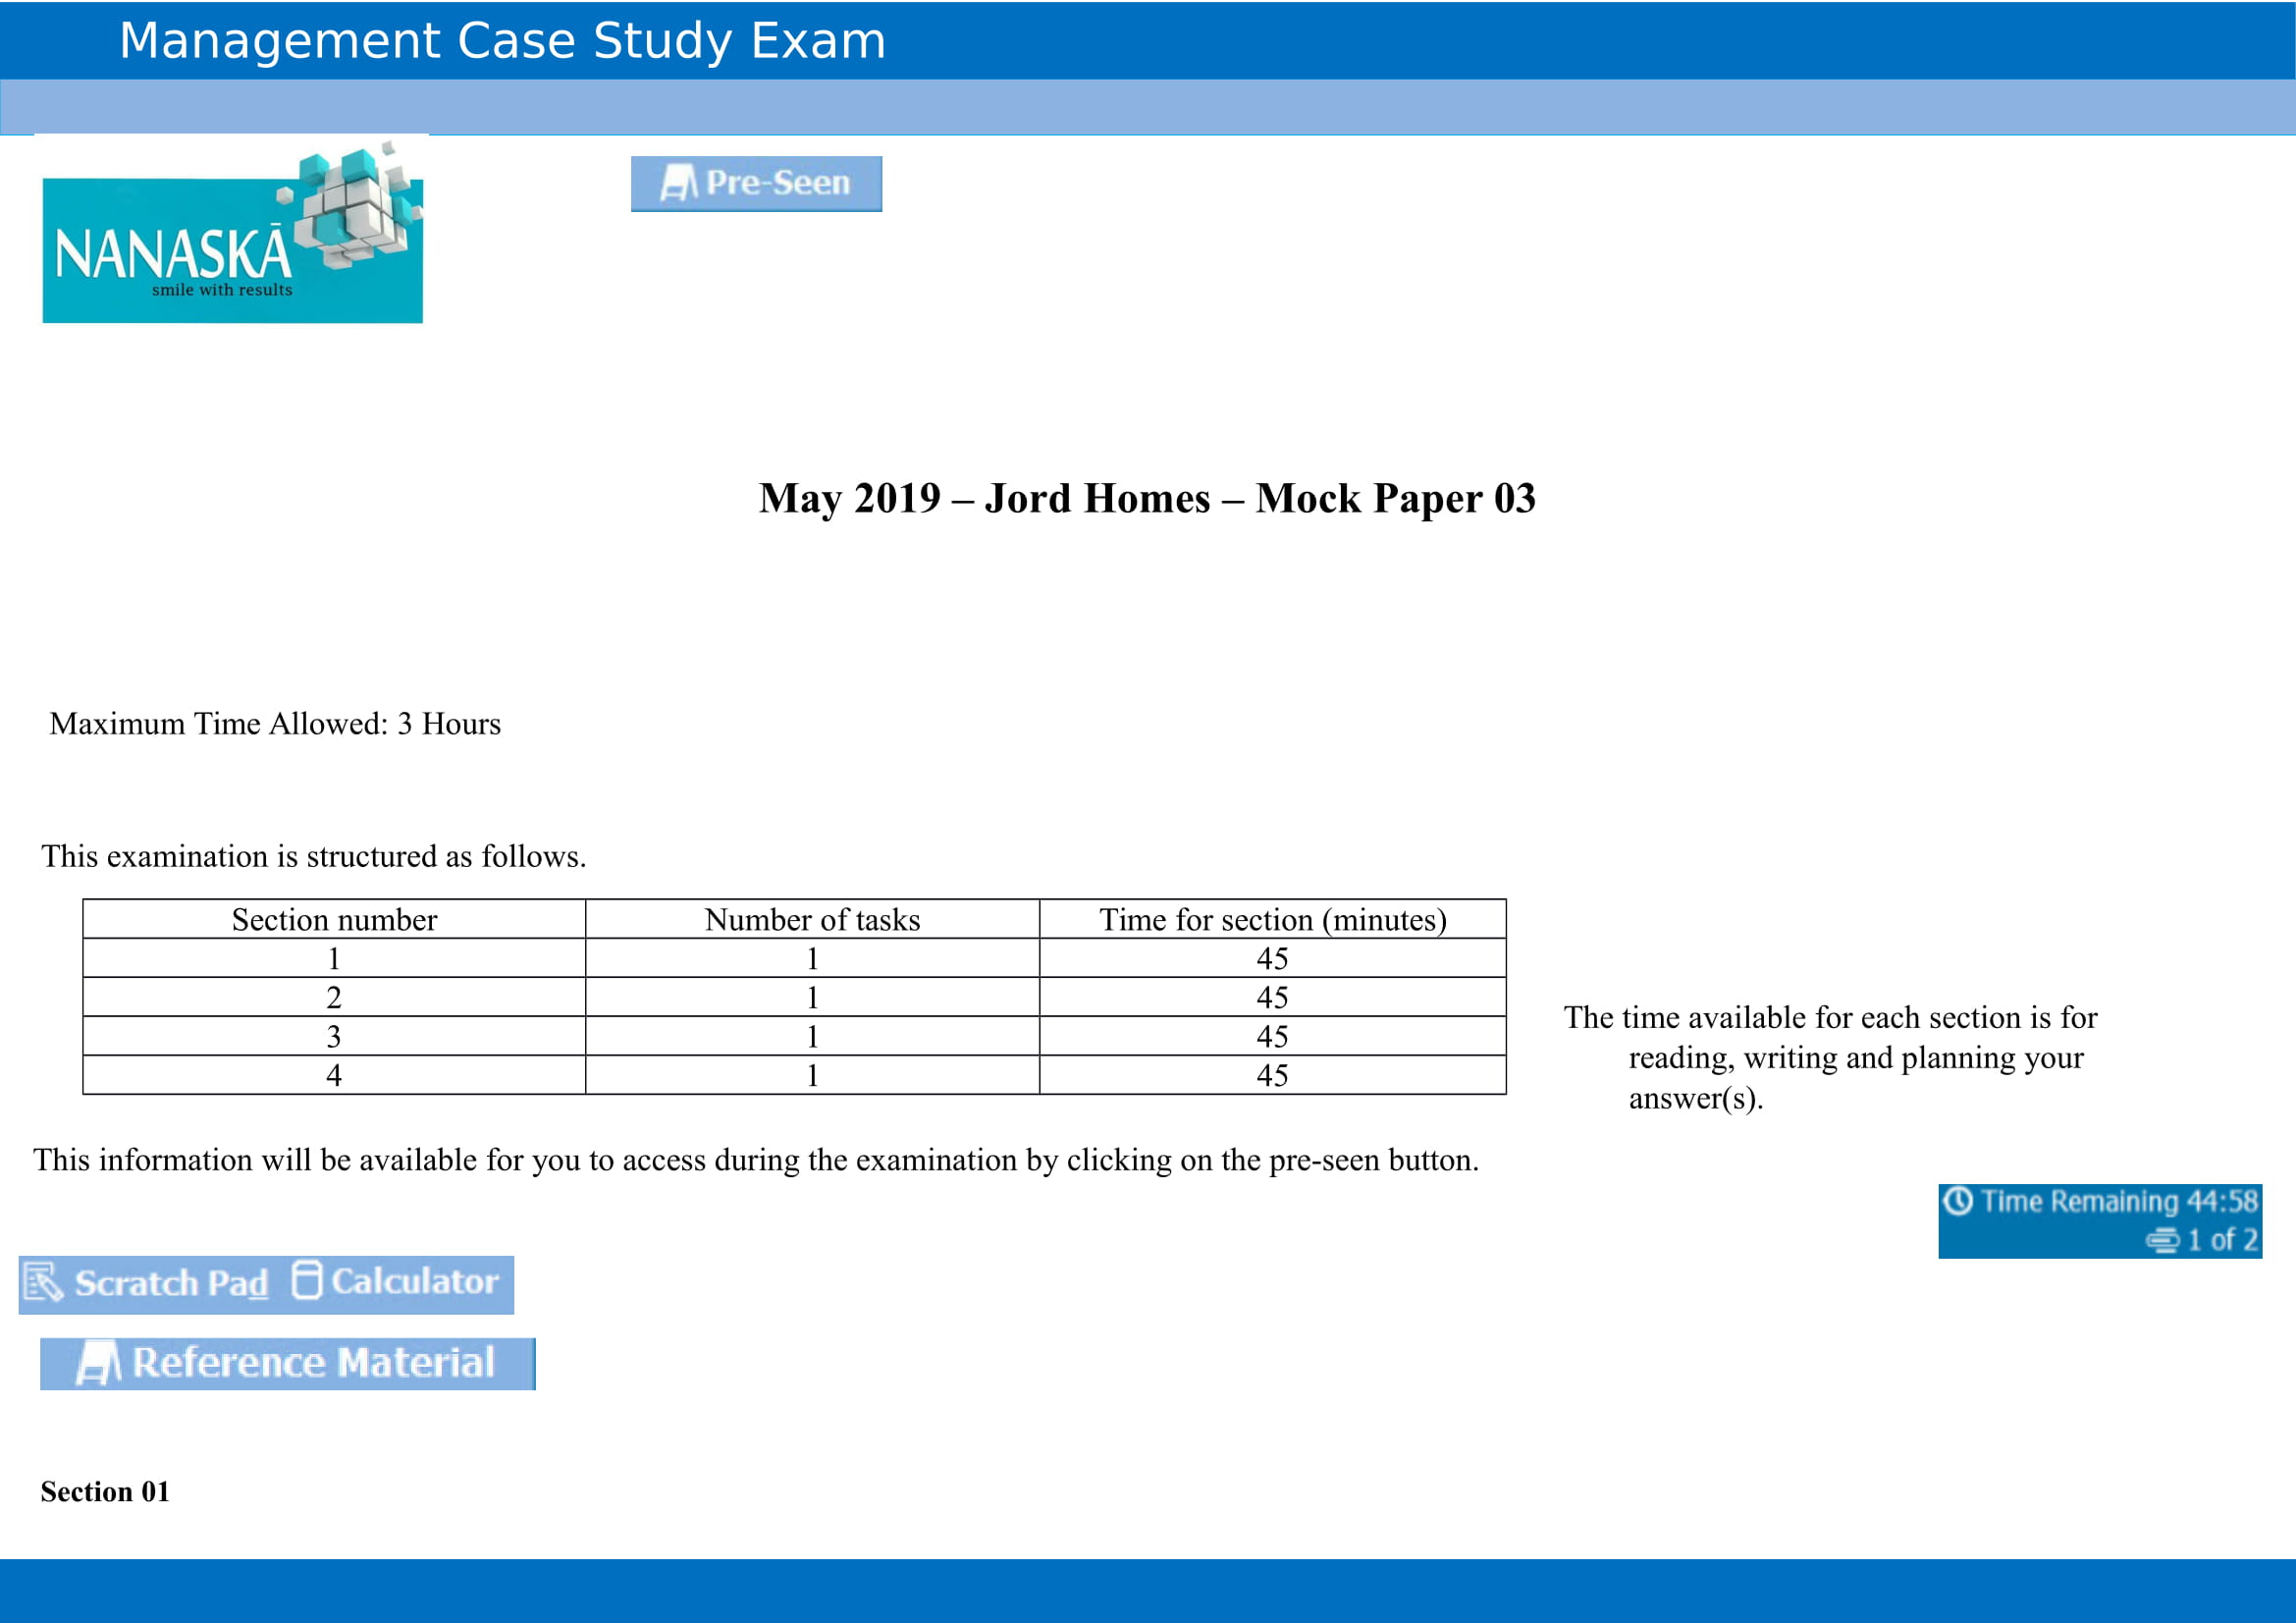 Management Case Study Exam
Pre-Seen
NANASKĀ
smile with results
May 2019 – Jord Homes – Mock Paper 03
Maximum Time Allowed: 3 Hours
This examination is structured as follows.
Section number Number of tasks Time for section (minutes)
1 1 45
2 1 45
3 1 45
4 1 45
The time available for each section is for
reading, writing and planning your
answer(s).
This information will be available for you to access during the examination by clicking on the pre-seen button.
Time Remaining 44:58
1 of 2
Scratch Pad Calculator
Reference Material
Section 01